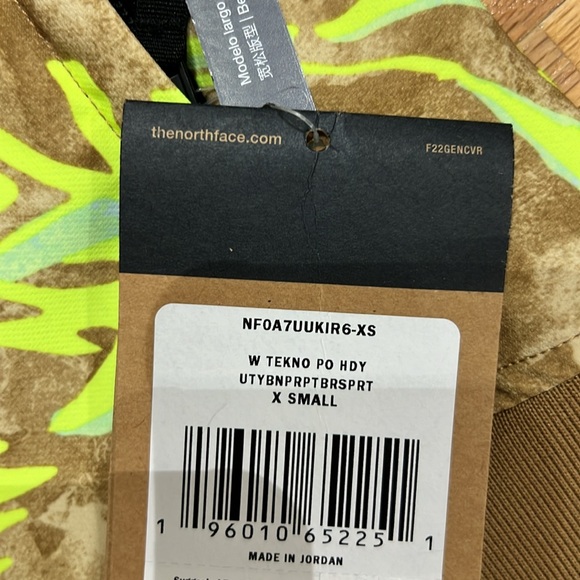 Modelo largo
宽松版型 | Be
thenorthface.com
F22GENCVR
NF0A7UUKIR6-XS
W TEKNO PO HDY
UTYBNPRPTBRSPRT
X SMALL
1 96010 65225 1
MADE IN JORDAN